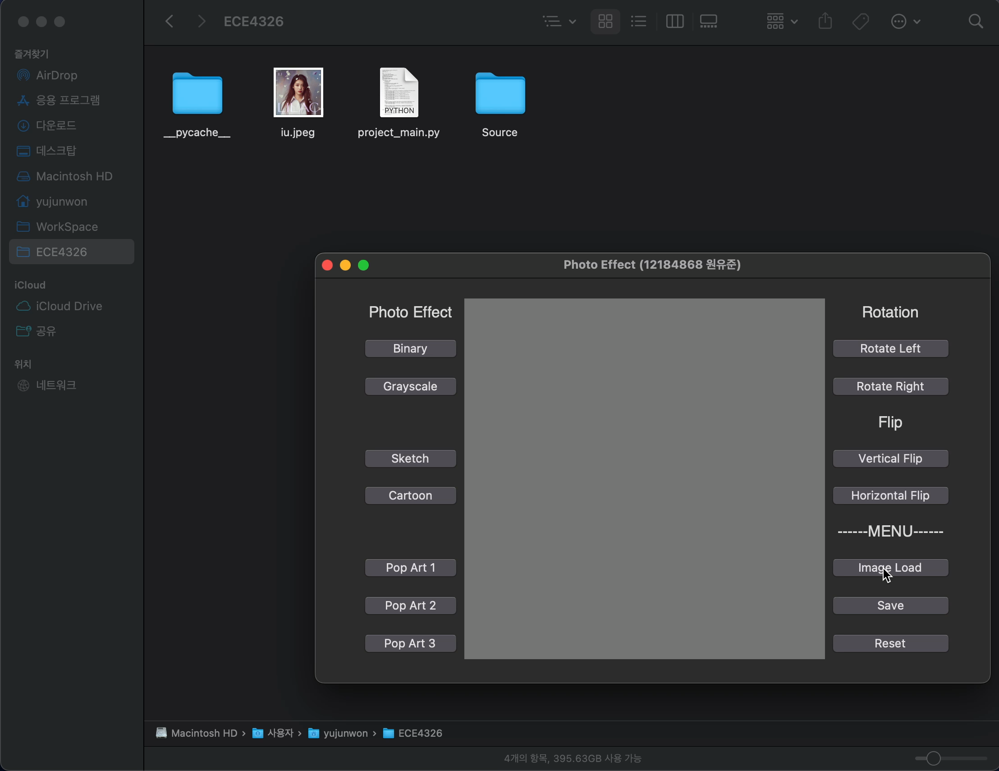 ECE4326
즐겨찾기
AirDrop
응용 프로그램
다운로드
데스크탑
Macintosh HD
yujunwon
WorkSpace
ECE4326
iCloud
iCloud Drive
공유
위치
네트워크
IU
LILAC
PYTHON
__pycache__
iu.jpeg
project_main.py
Source
Photo Effect (12184868 원유준)
Photo Effect
Binary
Grayscale
Sketch
Cartoon
Pop Art 1
Pop Art 2
Pop Art 3
Rotation
Rotate Left
Rotate Right
Flip
Vertical Flip
Horizontal Flip
------MENU------
Image Load
Save
Reset
Macintosh HD › 사용자 › yujunwon › ECE4326
4개의 항목, 395.63GB 사용 가능